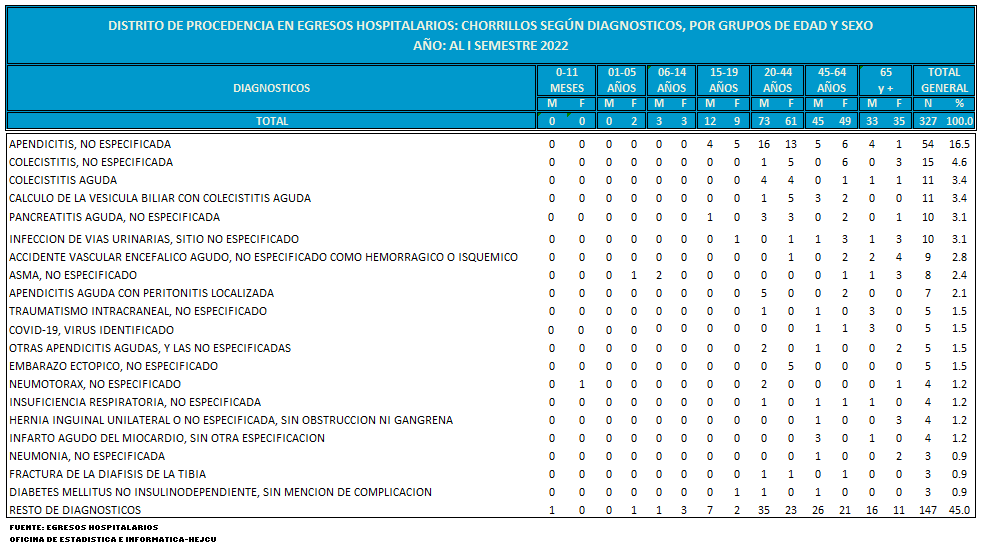 DISTRITO DE PROCEDENCIA EN EGRESOS HOSPITALARIOS: CHORRILLOS SEGÚN DIAGNOSTICOS, POR GRUPOS DE EDAD Y SEXO
AÑO: AL I SEMESTRE 2022
DIAGNOSTICOS 0-11 MESES 01-05 AÑOS 06-14 AÑOS 15-19 AÑOS 20-44 AÑOS 45-64 AÑOS 65 y + TOTAL GENERAL
M F M F M F M F M F M F M F N %
TOTAL 0 0 0 2 3 3 12 9 73 61 45 49 33 35 327 100.0
APENDICITIS, NO ESPECIFICADA 0 0 0 0 0 0 4 5 16 13 5 6 4 1 54 16.5
COLECISTITIS, NO ESPECIFICADA 0 0 0 0 0 0 0 0 1 5 0 6 0 3 15 4.6
COLECISTITIS AGUDA 0 0 0 0 0 0 0 0 4 4 0 1 1 1 11 3.4
CALCULO DE LA VESICULA BILIAR CON COLECISTITIS AGUDA 0 0 0 0 0 0 0 0 1 5 3 2 0 0 11 3.4
PANCREATITIS AGUDA, NO ESPECIFICADA 0 0 0 0 0 0 1 0 3 3 0 2 0 1 10 3.1
INFECCION DE VIAS URINARIAS, SITIO NO ESPECIFICADO 0 0 0 0 0 0 0 1 0 1 1 3 1 3 10 3.1
ACCIDENTE VASCULAR ENCEFALICO AGUDO, NO ESPECIFICADO COMO HEMORRAGICO O ISQUEMICO 0 0 0 0 0 0 0 0 0 1 0 2 2 4 9 2.8
ASMA, NO ESPECIFICADO 0 0 0 1 2 0 0 0 0 0 0 1 1 3 8 2.4
APENDICITIS AGUDA CON PERITONITIS LOCALIZADA 0 0 0 0 0 0 0 0 5 0 0 2 0 0 7 2.1
TRAUMATISMO INTRACRANEAL, NO ESPECIFICADO 0 0 0 0 0 0 0 0 1 0 1 0 3 0 5 1.5
COVID-19, VIRUS IDENTIFICADO 0 0 0 0 0 0 0 0 0 0 1 1 3 0 5 1.5
OTRAS APENDICITIS AGUDAS, Y LAS NO ESPECIFICADAS 0 0 0 0 0 0 0 0 2 0 1 0 0 2 5 1.5
EMBARAZO ECTOPICO, NO ESPECIFICADO 0 0 0 0 0 0 0 0 0 5 0 0 0 0 5 1.5
NEUMOTORAX, NO ESPECIFICADO 0 1 0 0 0 0 0 0 2 0 0 0 0 1 4 1.2
INSUFICIENCIA RESPIRATORIA, NO ESPECIFICADA 0 0 0 0 0 0 0 0 1 0 1 1 1 0 4 1.2
HERNIA INGUINAL UNILATERAL O NO ESPECIFICADA, SIN OBSTRUCCION NI GANGRENA 0 0 0 0 0 0 0 0 0 0 1 0 0 3 4 1.2
INFARTO AGUDO DEL MIOCARDIO, SIN OTRA ESPECIFICACION 0 0 0 0 0 0 0 0 0 0 3 0 1 0 4 1.2
NEUMONIA, NO ESPECIFICADA 0 0 0 0 0 0 0 0 0 0 1 0 0 2 3 0.9
FRACTURA DE LA DIAFISIS DE LA TIBIA 0 0 0 0 0 0 0 0 1 1 0 1 0 0 3 0.9
DIABETES MELLITUS NO INSULINODEPENDIENTE, SIN MENCION DE COMPLICACION 0 0 0 0 0 0 0 1 1 0 1 0 0 0 3 0.9
RESTO DE DIAGNOSTICOS 1 0 0 1 1 3 7 2 35 23 26 21 16 11 147 45.0
FUENTE: EGRESOS HOSPITALARIOS
OFICINA DE ESTADISTICA E INFORMATICA-HEJCU